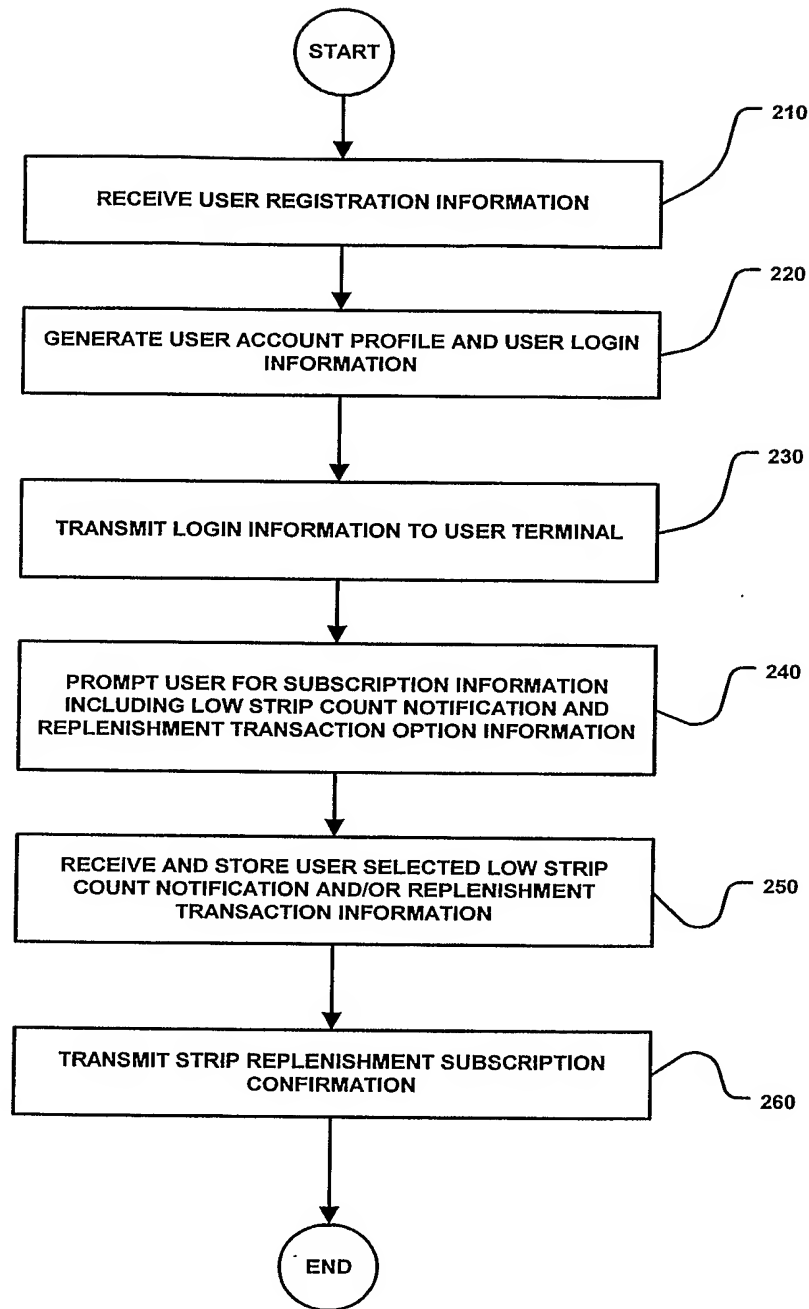 START
210
RECEIVE USER REGISTRATION INFORMATION
220
GENERATE USER ACCOUNT PROFILE AND USER LOGIN
INFORMATION
230
TRANSMIT LOGIN INFORMATION TO USER TERMINAL
240
PROMPT USER FOR SUBSCRIPTION INFORMATION
INCLUDING LOW STRIP COUNT NOTIFICATION AND
REPLENISHMENT TRANSACTION OPTION INFORMATION
RECEIVE AND STORE USER SELECTED LOW STRIP
COUNT NOTIFICATION AND/OR REPLENISHMENT
TRANSACTION INFORMATION
250
TRANSMIT STRIP REPLENISHMENT SUBSCRIPTION
CONFIRMATION
260
END